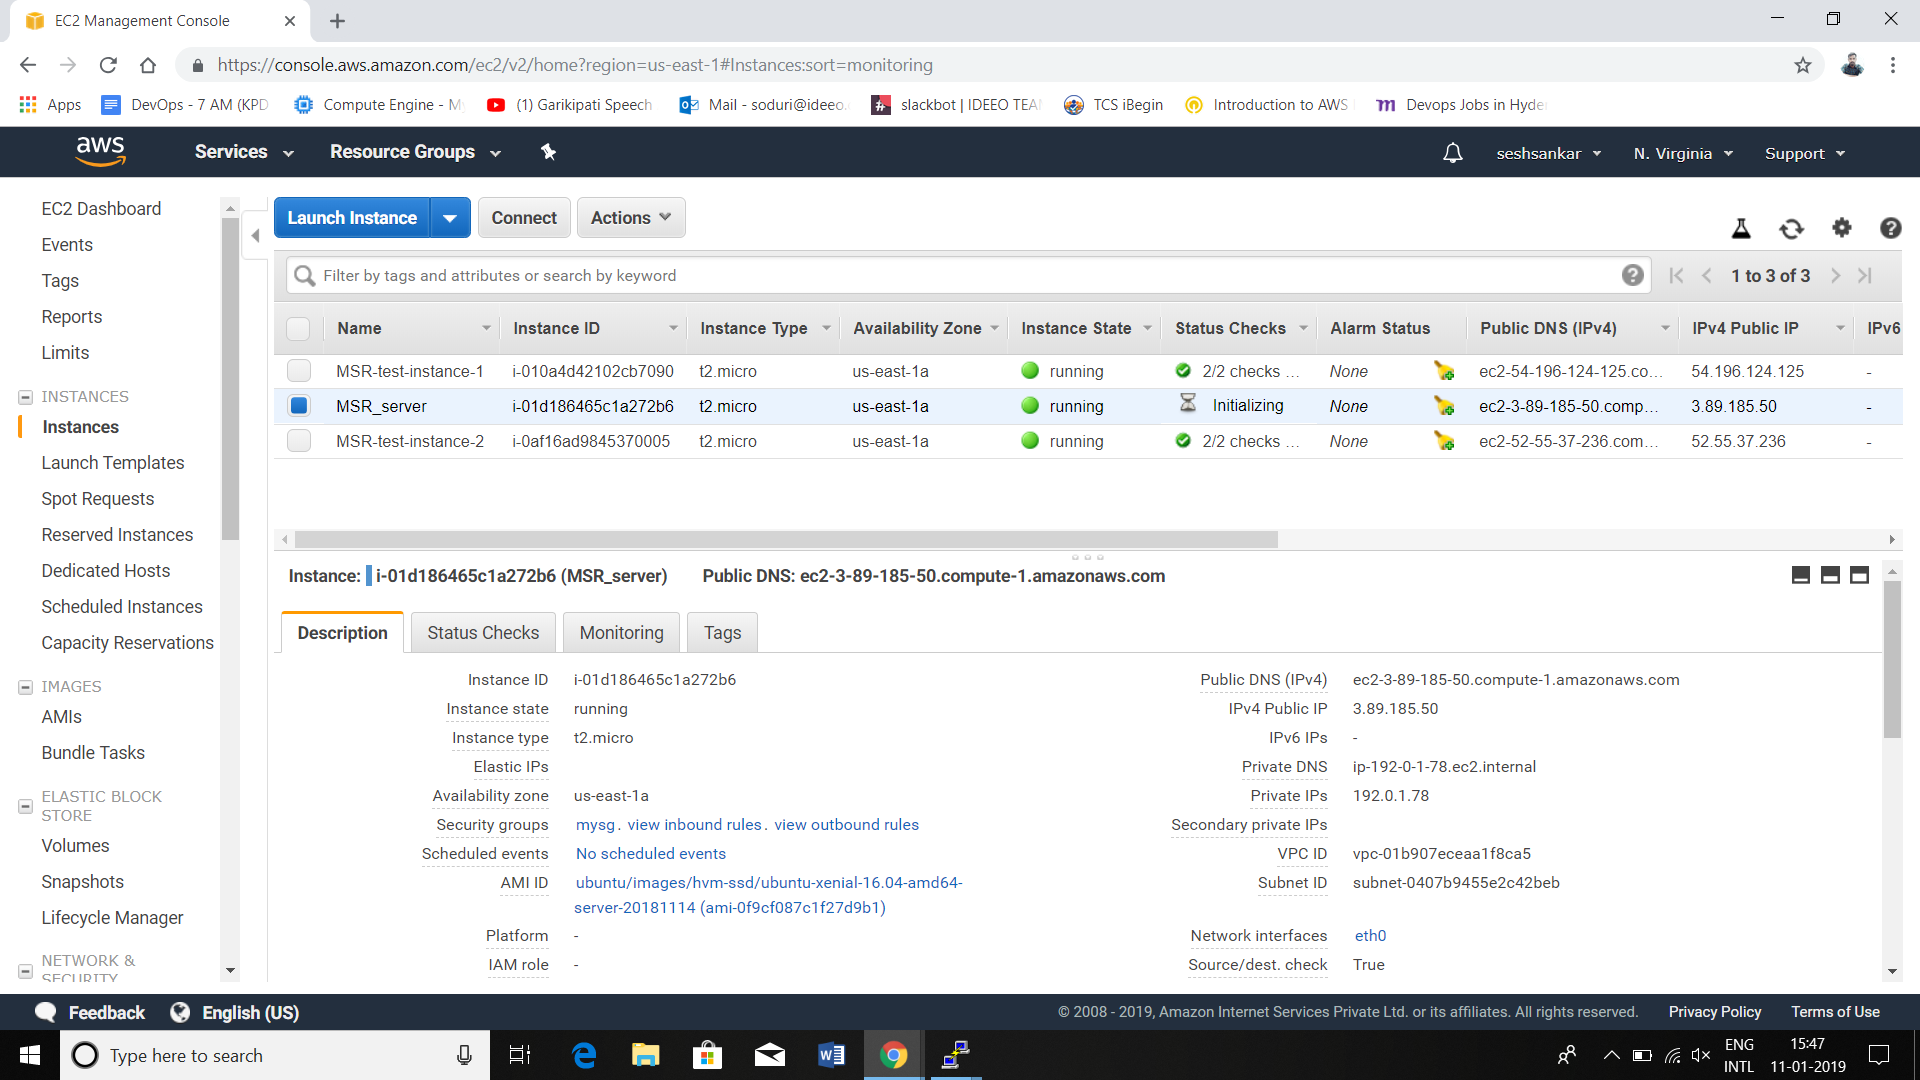 EC2 Management Console
https://console.aws.amazon.com/ec2/v2/home?region=us-east-1#Instances:sort=monitoring
Apps DevOps - 7 AM (KPD Compute Engine - My (1) Garikipati Speech Mail - soduri@ideeo. slackbot | IDEEO TEA TCS iBegin Introduction to AWS Devops Jobs in Hyde
aws Services Resource Groups seshsankar N. Virginia Support
EC2 Dashboard
Events
Tags
Reports
Limits
INSTANCES
Instances
Launch Templates
Spot Requests
Reserved Instances
Dedicated Hosts
Scheduled Instances
Capacity Reservations
IMAGES
AMIs
Bundle Tasks
ELASTIC BLOCK
STORE
Volumes
Snapshots
Lifecycle Manager
NETWORK &
SECURITY
Launch Instance Connect Actions
Filter by tags and attributes or search by keyword 1 to 3 of 3
Name Instance ID Instance Type Availability Zone Instance State Status Checks Alarm Status Public DNS (IPv4) IPv4 Public IP IPv6
MSR-test-instance-1 i-010a4d42102cb7090 t2.micro us-east-1a running 2/2 checks ... None ec2-54-196-124-125.co... 54.196.124.125 -
MSR_server i-01d186465c1a272b6 t2.micro us-east-1a running Initializing None ec2-3-89-185-50.comp... 3.89.185.50 -
MSR-test-instance-2 i-0af16ad9845370005 t2.micro us-east-1a running 2/2 checks ... None ec2-52-55-37-236.com... 52.55.37.236 -
Instance: i-01d186465c1a272b6 (MSR_server) Public DNS: ec2-3-89-185-50.compute-1.amazonaws.com
Description Status Checks Monitoring Tags
Instance ID i-01d186465c1a272b6
Instance state running
Instance type t2.micro
Elastic IPs
Availability zone us-east-1a
Security groups mysg. view inbound rules. view outbound rules
Scheduled events No scheduled events
AMI ID ubuntu/images/hvm-ssd/ubuntu-xenial-16.04-amd64-
server-20181114 (ami-0f9cf087c1f27d9b1)
Platform -
IAM role -
Public DNS (IPv4) ec2-3-89-185-50.compute-1.amazonaws.com
IPv4 Public IP 3.89.185.50
IPv6 IPs -
Private DNS ip-192-0-1-78.ec2.internal
Private IPs 192.0.1.78
Secondary private IPs
VPC ID vpc-01b907eceaa1f8ca5
Subnet ID subnet-0407b9455e2c42beb
Network interfaces eth0
Source/dest. check True
Feedback English (US) © 2008 - 2019, Amazon Internet Services Private Ltd. or its affiliates. All rights reserved. Privacy Policy Terms of Use
Type here to search
ENG 15:47
INTL 11-01-2019